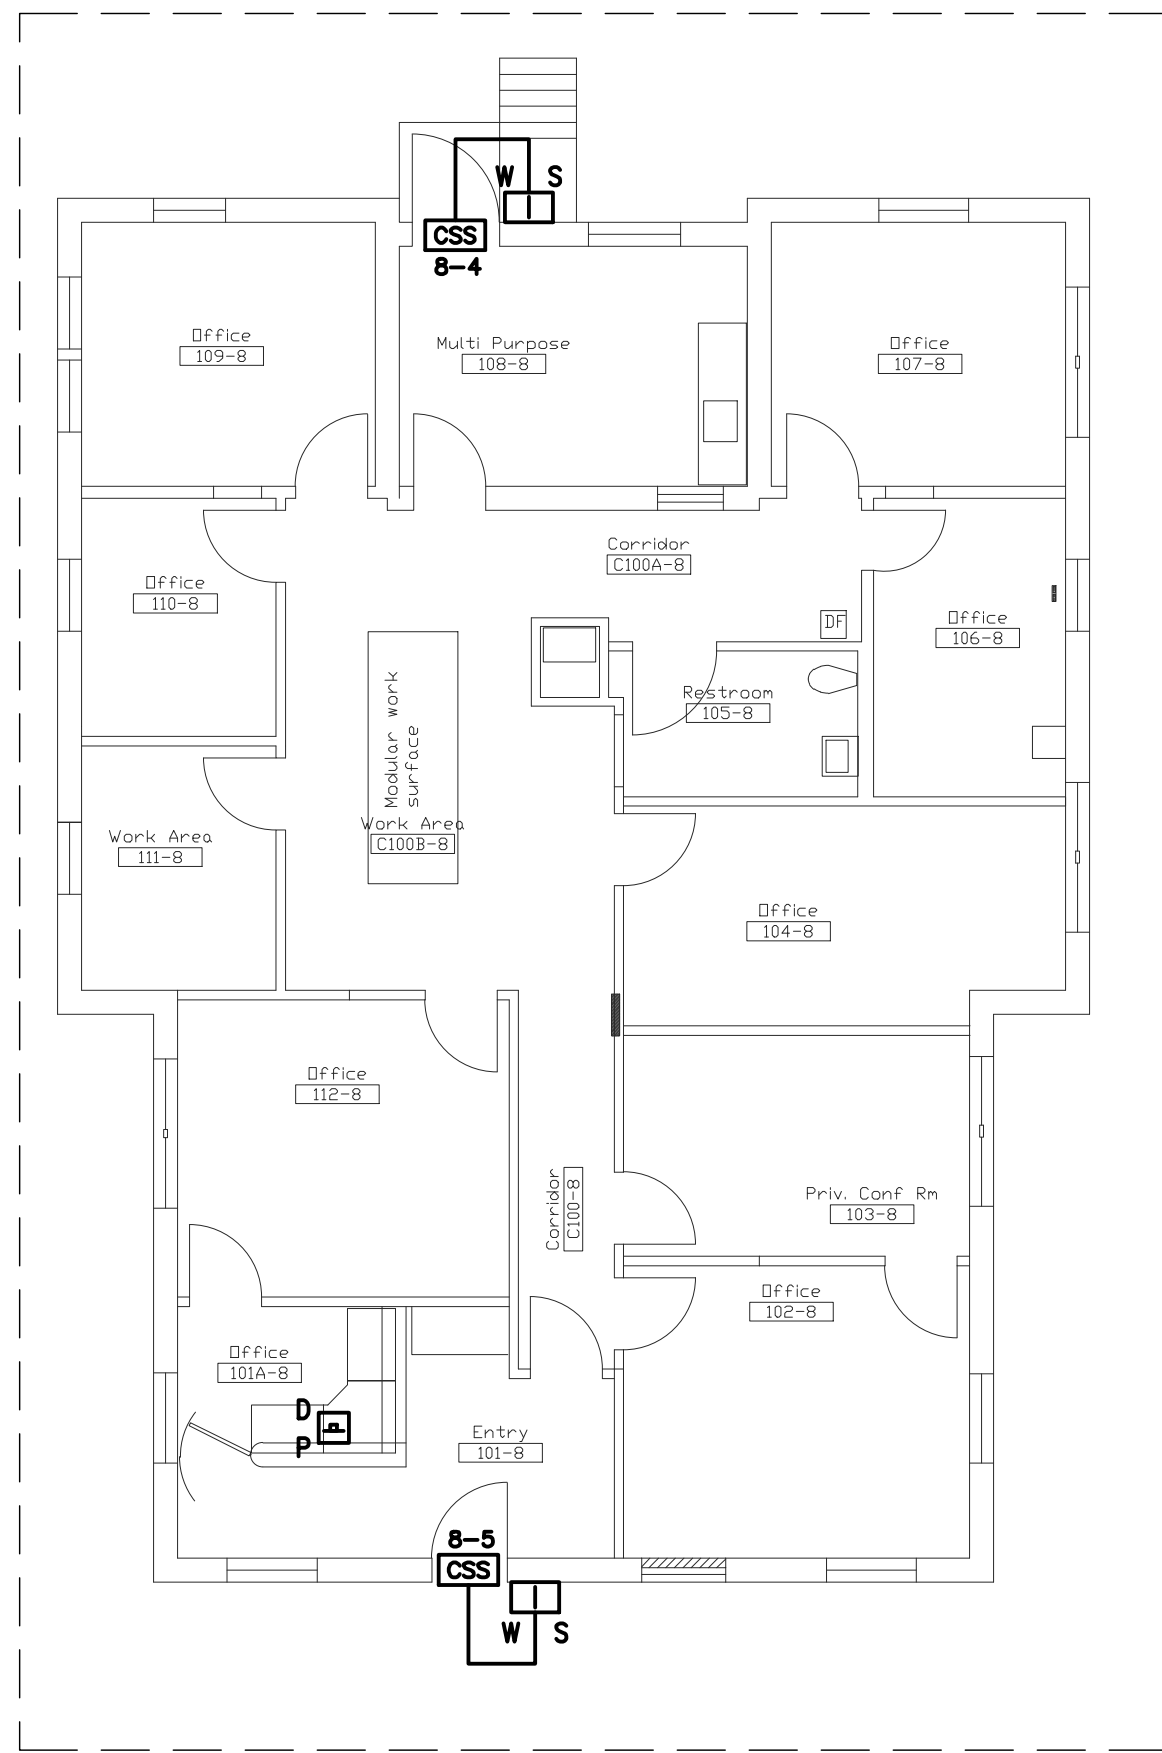 W S
CSS
8-4
Office
109-8
Multi Purpose
108-8
Office
107-8
Corridor
C100A-8
Office
110-8
DF
Office
106-8
Restroom
105-8
Modular work
surface
Work Area
C100B-8
Work Area
111-8
Office
104-8
Office
112-8
Corridor
C100-8
Priv. Conf Rm
103-8
Office
102-8
Office
101A-8
D
P
Entry
101-8
8-5
CSS
W S